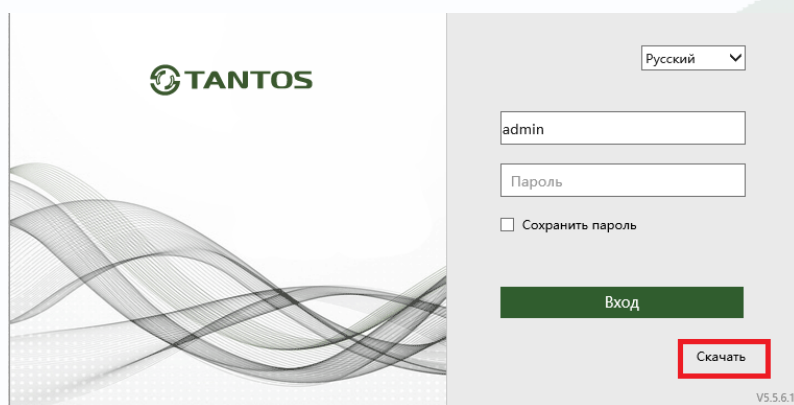 TANTOS
Русский
admin
Пароль
Сохранить пароль
Вход
Скачать
V5.5.6.1